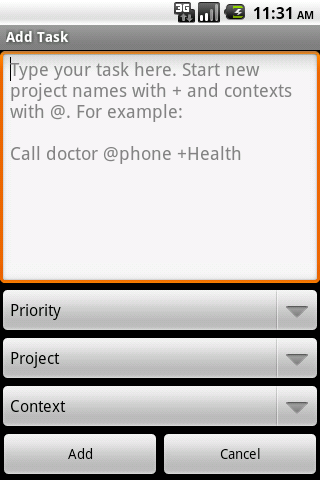 3G 11:31 AM
Add Task
Type your task here. Start new
project names with + and contexts
with @. For example:
Call doctor @phone +Health
Priority
Project
Context
Add Cancel